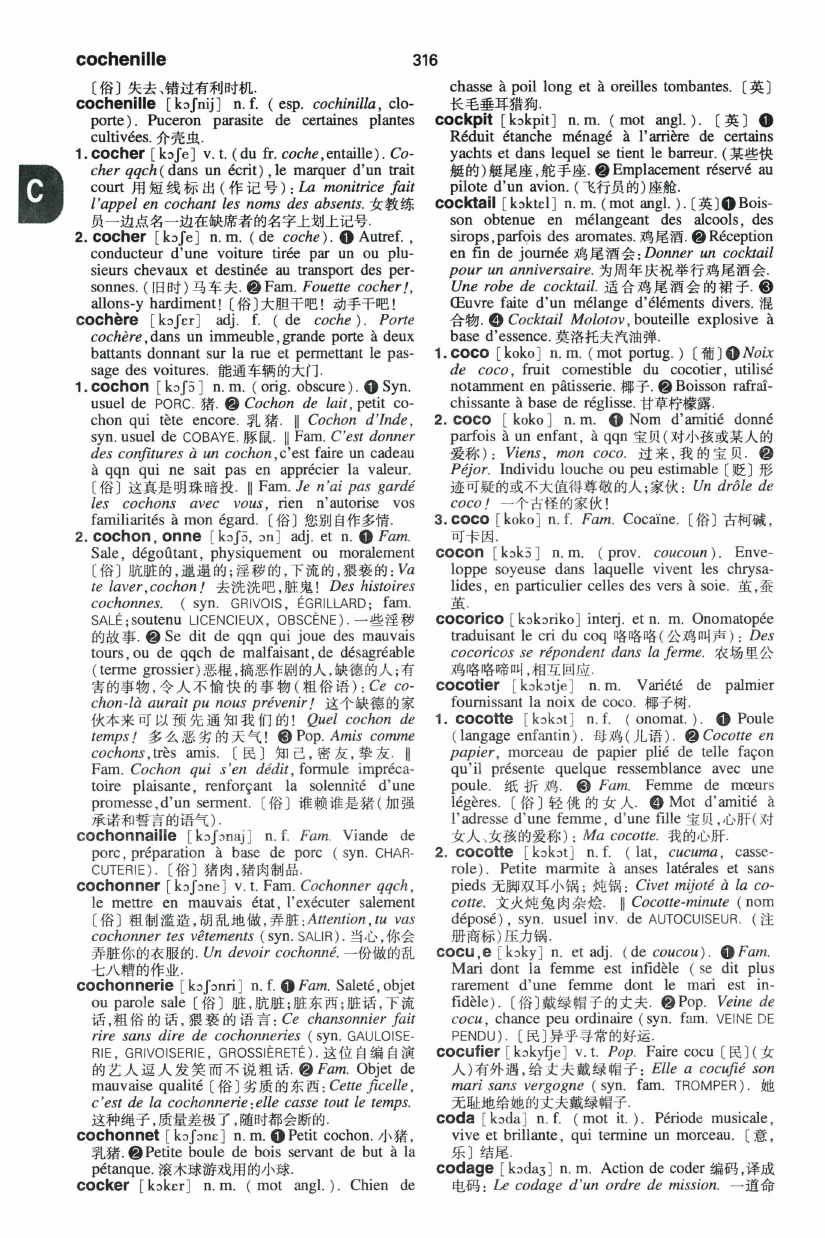 cochenille
316
〔俗〕失去、错过有利时机.
cochenille [kɔʃnij] n. f. ( esp. cochinilla, clo-
porte). Puceron parasite de certaines plantes
cultivées. 介壳虫.
1. cocher [kɔʃe] v. t. (du fr. coche,entaille). Co-
cher qqch(dans un écrit),le marquer d'un trait
court 用短线标出(作记号): La monitrice fait
l'appel en cochant les noms des absents. 女教练
员一边点名一边在缺席者的名字上划上记号.
2. cocher [kɔʃe] n. m. (de coche). ❶ Autref. ,
conducteur d'une voiture tirée par un ou plu-
sieurs chevaux et destinée au transport des per-
sonnes. (旧时)马车夫. ❷ Fam. Fouette cocher!,
allons-y hardiment! 〔俗〕大胆干吧! 动手干吧!
cochère [kɔʃɛr] adj. f. ( de coche). Porte
cochère,dans un immeuble,grande porte à deux
battants donnant sur la rue et permettant le pas-
sage des voitures. 能通车辆的大门.
1. cochon [kɔʃɔ̃] n. m. ( orig. obscure). ❶ Syn.
usuel de PORC. 猪. ❷ Cochon de lait, petit co-
chon qui tète encore. 乳猪. ‖ Cochon d'Inde,
syn. usuel de COBAYE. 豚鼠. ‖ Fam. C'est donner
des confitures à un cochon,c'est faire un cadeau
à qqn qui ne sait pas en apprécier la valeur.
〔俗〕这真是明珠暗投. ‖ Fam. Je n'ai pas gardé
les cochons avec vous, rien n'autorise vos
familiarités à mon égard. 〔俗〕您别自作多情.
2. cochon, onne [kɔʃɔ̃, ɔn] adj. et n. ❶ Fam.
Sale, dégoûtant, physiquement ou moralement
〔俗〕肮脏的,邋遢的;淫秽的,下流的,猥亵的: Va
te laver,cochon! 去洗洗吧,脏鬼! Des histoires
cochonnes. ( syn. GRIVOIS, ÉGRILLARD; fam.
SALÉ;soutenu LICENCIEUX, OBSCÈNE). 一些淫秽
的故事. ❷ Se dit de qqn qui joue des mauvais
tours,ou de qqch de malfaisant,de désagréable
(terme grossier)恶棍,搞恶作剧的人,缺德的人;有
害的事物,令人不愉快的事物(粗俗语): Ce co-
chon-là aurait pu nous prévenir! 这个缺德的家
伙本来可以预先通知我们的! Quel cochon de
temps! 多么恶劣的天气! ❸ Pop. Amis comme
cochons,très amis. 〔民〕知己,密友,挚友. ‖
Fam. Cochon qui s'en dédit, formule impréca-
toire plaisante, renforçant la solennité d'une
promesse,d'un serment. 〔俗〕谁赖谁是猪(加强
承诺和誓言的语气).
cochonnaille [kɔʃɔnaj] n. f. Fam. Viande de
porc, préparation à base de porc ( syn. CHAR-
CUTERIE). 〔俗〕猪肉,猪肉制品.
cochonner [kɔʃɔne] v. t. Fam. Cochonner qqch,
le mettre en mauvais état, l'exécuter salement
〔俗〕粗制滥造,胡乱地做,弄脏:Attention, tu vas
cochonner tes vêtements (syn. SALIR). 当心,你会
弄脏你的衣服的. Un devoir cochonné. 一份做的乱
七八糟的作业.
cochonnerie [kɔʃɔnri] n. f. ❶ Fam. Saleté,objet
ou parole sale〔俗〕脏,肮脏;脏东西;脏话,下流
话,粗俗的话,猥亵的语言: Ce chansonnier fait
rire sans dire de cochonneries (syn. GAULOISE-
RIE, GRIVOISERIE, GROSSIÈRETÉ). 这位自编自演
的艺人逗人发笑而不说粗话. ❷ Fam. Objet de
mauvaise qualité〔俗〕劣质的东西: Cette ficelle,
c'est de la cochonnerie;elle casse tout le temps.
这种绳子,质量差极了,随时都会断的.
cochonnet [kɔʃɔnɛ] n. m. ❶Petit cochon. 小猪,
乳猪. ❷Petite boule de bois servant de but à la
pétanque. 滚木球游戏用的小球.
cocker [kɔkɛr] n. m. ( mot angl. ). Chien de
C
chasse à poil long et à oreilles tombantes. 〔英〕
长毛垂耳猎狗.
cockpit [kɔkpit] n. m. ( mot angl. ). 〔英〕❶
Réduit étanche ménagé à l'arrière de certains
yachts et dans lequel se tient le barreur. (某些快
艇的)艇尾座,舵手座. ❷ Emplacement réservé au
pilote d'un avion. (飞行员的)座舱.
cocktail [kɔktɛl] n. m. (mot angl. ). 〔英〕❶Bois-
son obtenue en mélangeant des alcools, des
sirops,parfois des aromates. 鸡尾酒. ❷ Réception
en fin de journée 鸡尾酒会: Donner un cocktail
pour un anniversaire. 为周年庆祝举行鸡尾酒会.
Une robe de cocktail. 适合鸡尾酒会的裙子. ❸
Œuvre faite d'un mélange d'éléments divers. 混
合物. ❹ Cocktail Molotov,bouteille explosive à
base d'essence. 莫洛托夫汽油弹.
1. coco [koko] n. m. (mot portug. )〔葡〕❶Noix
de coco, fruit comestible du cocotier, utilisé
notamment en pâtisserie. 椰子. ❷ Boisson rafraî-
chissante à base de réglisse. 甘草柠檬露.
2. coco [koko] n. m. ❶ Nom d'amitié donné
parfois à un enfant, à qqn 宝贝(对小孩或某人的
爱称): Viens, mon coco. 过来,我的宝贝. ❷
Péjor. Individu louche ou peu estimable〔贬〕形
迹可疑的或不大值得尊敬的人;家伙: Un drôle de
coco! 一个古怪的家伙!
3. coco [koko] n. f. Fam. Cocaïne. 〔俗〕古柯碱,
可卡因.
cocon [kɔkɔ̃] n. m. ( prov. coucoun). Enve-
loppe soyeuse dans laquelle vivent les chrysa-
lides, en particulier celles des vers à soie. 茧,蚕
茧.
cocorico [kɔkɔriko] interj. et n. m. Onomatopée
traduisant le cri du coq 咯咯咯(公鸡叫声): Des
cocoricos se répondent dans la ferme. 农场里公
鸡咯咯啼叫,相互回应.
cocotier [kɔkɔtje] n. m. Variété de palmier
fournissant la noix de coco. 椰子树.
1. cocotte [kɔkɔt] n. f. ( onomat. ). ❶ Poule
(langage enfantin). 母鸡(儿语). ❷ Cocotte en
papier, morceau de papier plié de telle façon
qu'il présente quelque ressemblance avec une
poule. 纸折鸡. ❸ Fam. Femme de mœurs
légères. 〔俗〕轻佻的女人. ❹ Mot d'amitié à
l'adresse d'une femme, d'une fille 宝贝,心肝(对
女人、女孩的爱称): Ma cocotte. 我的心肝.
2. cocotte [kɔkɔt] n. f. ( lat, cucuma, casse-
role). Petite marmite à anses latérales et sans
pieds 无脚双耳小锅; 炖锅: Civet mijoté à la co-
cotte. 文火炖兔肉杂烩. ‖ Cocotte-minute ( nom
déposé), syn. usuel inv. de AUTOCUISEUR. (注
册商标)压力锅.
cocu,e [kɔky] n. et adj. (de coucou). ❶Fam.
Mari dont la femme est infidèle ( se dit plus
rarement d'une femme dont le mari est in-
fidèle). 〔俗〕戴绿帽子的丈夫. ❷Pop. Veine de
cocu, chance peu ordinaire (syn. fam. VEINE DE
PENDU). 〔民〕异乎寻常的好运.
cocufier [kɔkyfje] v. t. Pop. Faire cocu〔民〕(女
人)有外遇,给丈夫戴绿帽子: Elle a cocufié son
mari sans vergogne (syn. fam. TROMPER). 她
无耻地给她的丈夫戴绿帽子.
coda [kɔda] n. f. (mot it. ). Période musicale,
vive et brillante, qui termine un morceau. 〔意,
乐〕结尾.
codage [kɔdaʒ] n. m. Action de coder 编码,译成
电码: Le codage d'un ordre de mission. 一道命